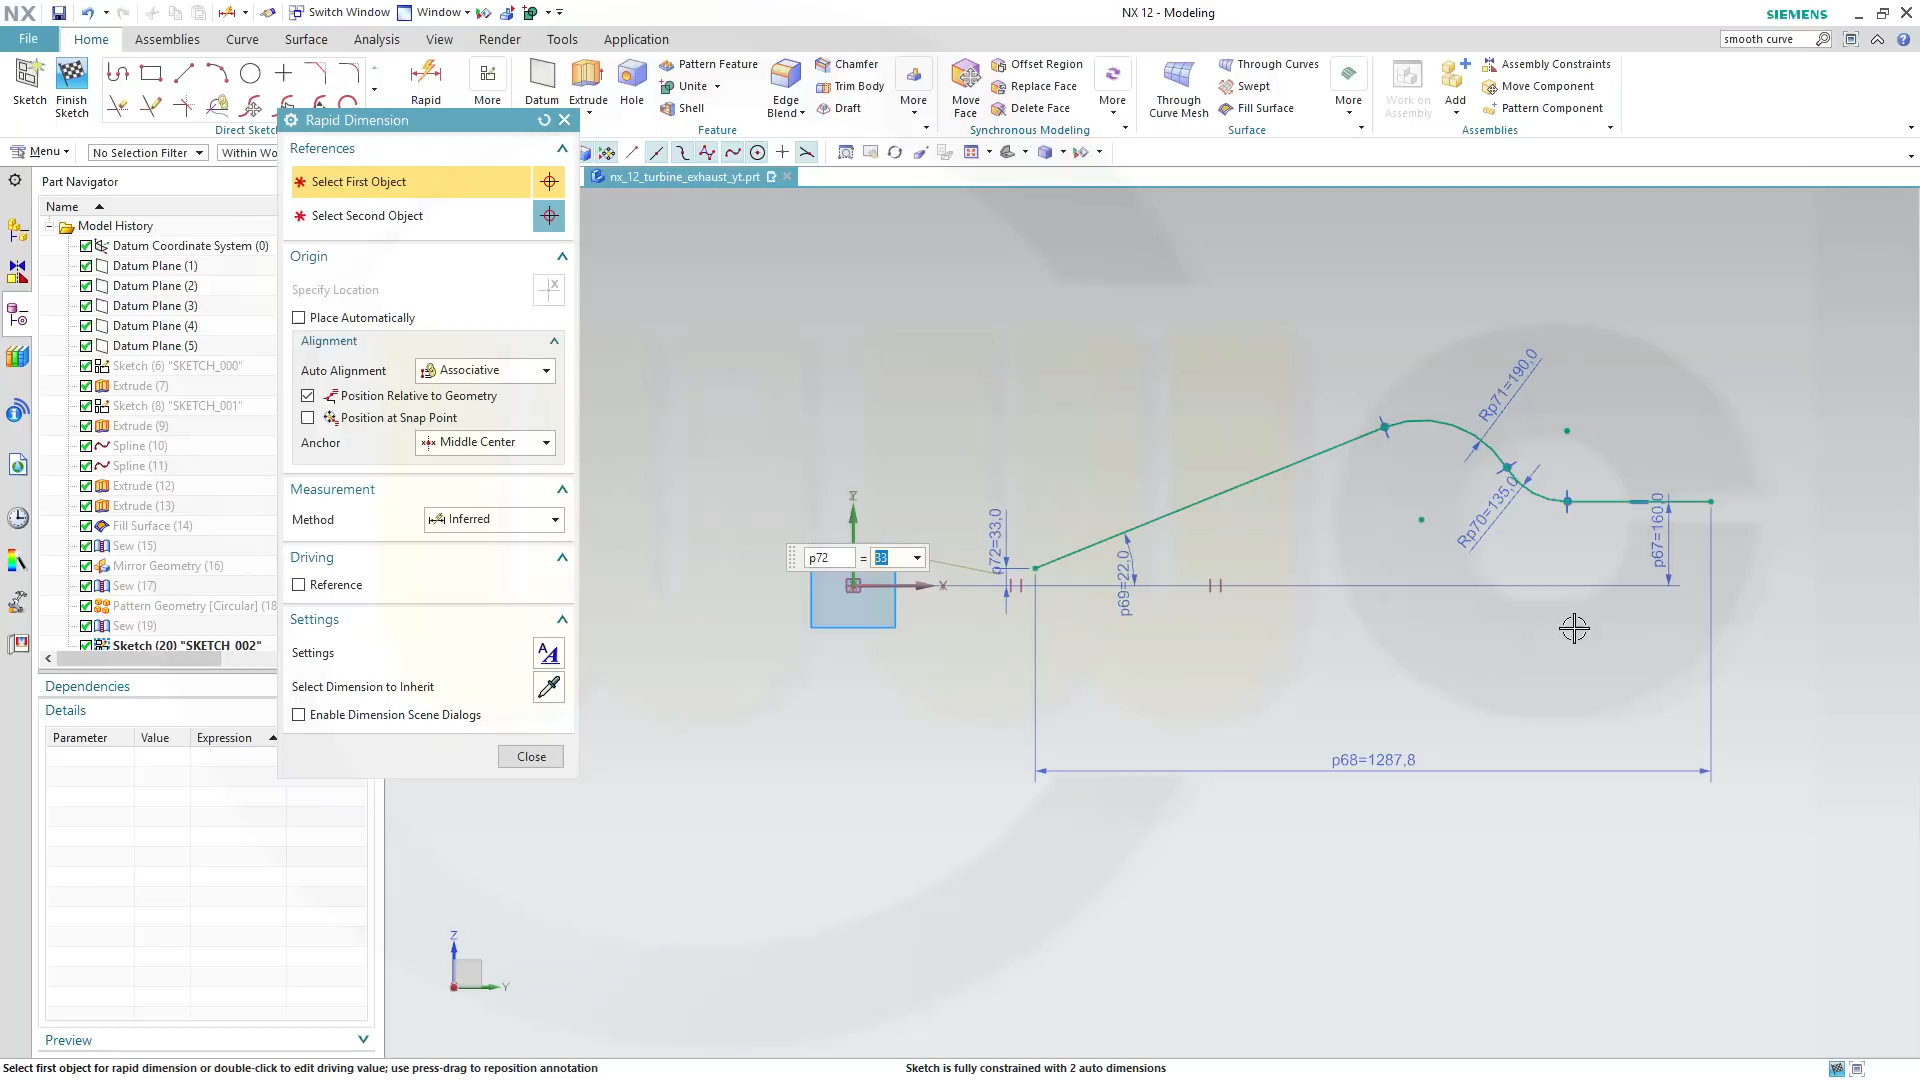 NX
Switch Window
Window
NX 12 - Modeling
SIEMENS
File
Home
Assemblies
Curve
Surface
Analysis
View
Render
Tools
Application
smooth curve
Sketch
Finish
Sketch
Rapid
More
Direct Sketc
Datum
Extrude
Hole
Pattern Feature
Unite
Shell
Edge
Blend
Chamfer
Trim Body
Draft
More
Feature
Move
Face
Offset Region
Replace Face
Delete Face
More
Synchronous Modeling
Through
Curve Mesh
Through Curves
Swept
Fill Surface
More
Surface
Work on
Assembly
Add
Assembly Constraints
Move Component
Pattern Component
Assemblies
Menu
No Selection Filter
Within Wo
nx_12_turbine_exhaust_yt.prt
Part Navigator
Name
Model History
Datum Coordinate System (0)
Datum Plane (1)
Datum Plane (2)
Datum Plane (3)
Datum Plane (4)
Datum Plane (5)
Sketch (6) "SKETCH_000"
Extrude (7)
Sketch (8) "SKETCH_001"
Extrude (9)
Spline (10)
Spline (11)
Extrude (12)
Extrude (13)
Fill Surface (14)
Sew (15)
Mirror Geometry (16)
Sew (17)
Pattern Geometry [Circular] (18
Sew (19)
Sketch (20) "SKETCH_002"
Dependencies
Details
Parameter
Value
Expression
Preview
Rapid Dimension
References
* Select First Object
* Select Second Object
Origin
Specify Location
Place Automatically
Alignment
Auto Alignment
Associative
Position Relative to Geometry
Position at Snap Point
Anchor
Middle Center
Measurement
Method
Inferred
Driving
Reference
Settings
Settings
Select Dimension to Inherit
Enable Dimension Scene Dialogs
Close
Z
X
p72 = 33
p72=33,0
p69=22,0
Rp71=190,0
Rp70=135,0
p67=160,0
p68=1287,8
Z
Y
Select first object for rapid dimension or double-click to edit driving value; use press-drag to reposition annotation
Sketch is fully constrained with 2 auto dimensions